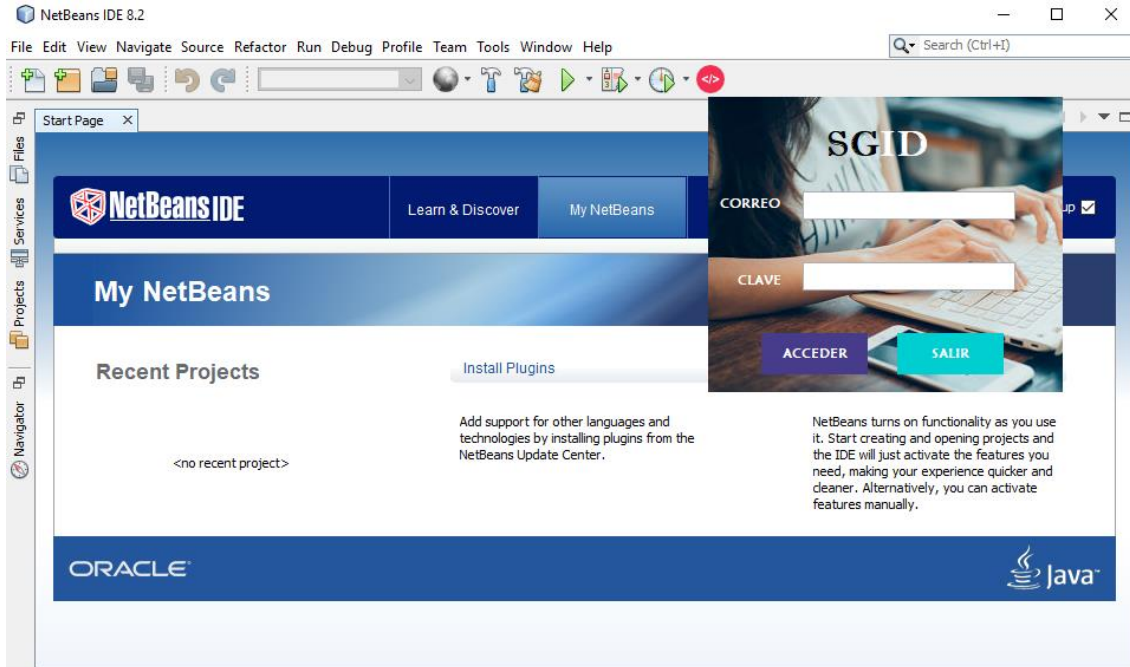 NetBeans IDE 8.2
File Edit View Navigate Source Refactor Run Debug Profile Team Tools Window Help
Search (Ctrl+I)
Start Page
Files
Services
Projects
Navigator
NetBeans IDE
Learn & Discover
My NetBeans
up
SGID
CORREO
CLAVE
ACCEDER
SALIR
My NetBeans
Recent Projects
<no recent project>
Install Plugins
Add support for other languages and
technologies by installing plugins from the
NetBeans Update Center.
NetBeans turns on functionality as you use
it. Start creating and opening projects and
the IDE will just activate the features you
need, making your experience quicker and
cleaner. Alternatively, you can activate
features manually.
ORACLE
Java